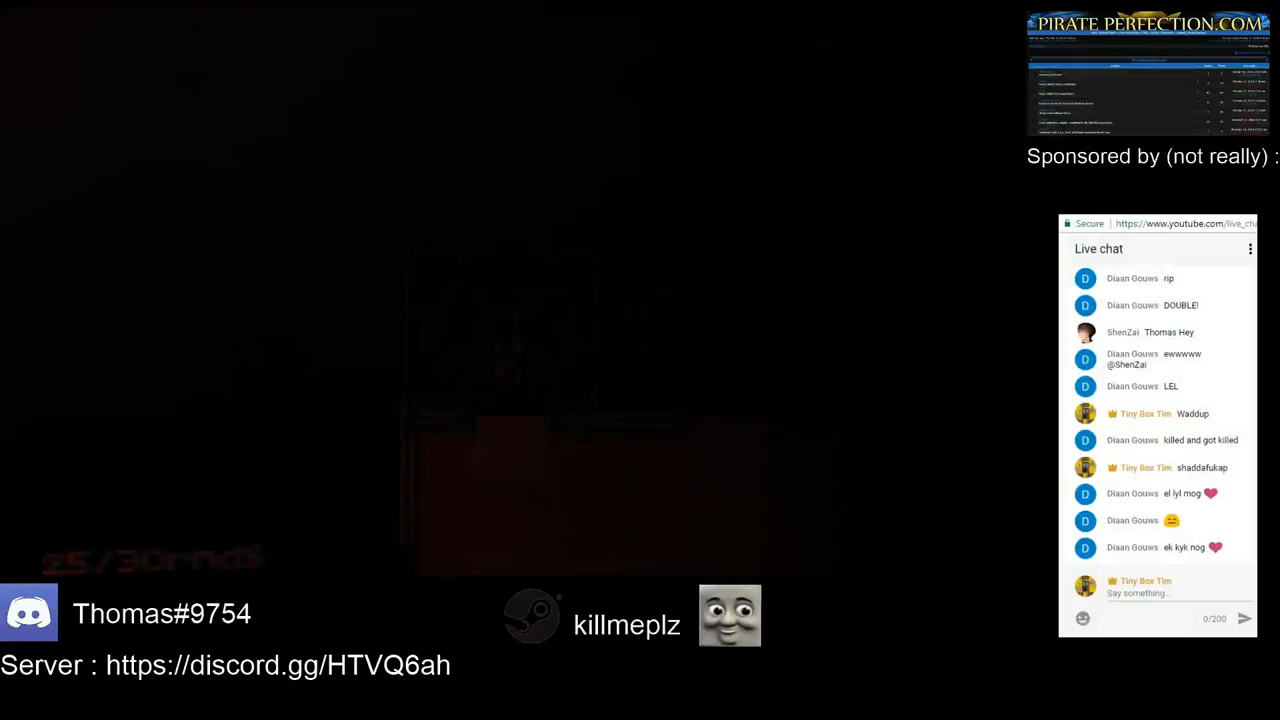 PIRATE PERFECTION.COM
Sponsored by (not really) :
Secure https://www.youtube.com/live_cha
Live chat
Diaan Gouws rip
Diaan Gouws DOUBLE!
ShenZai Thomas Hey
Diaan Gouws ewwwww
@ShenZai
Diaan Gouws LEL
Tiny Box Tim Waddup
Diaan Gouws killed and got killed
Tiny Box Tim shaddafukap
Diaan Gouws el lyl mog
Diaan Gouws
Diaan Gouws ek kyk nog
Tiny Box Tim
Say something...
0/200
25/30rnds
Thomas#9754
killmeplz
Server : https://discord.gg/HTVQ6ah